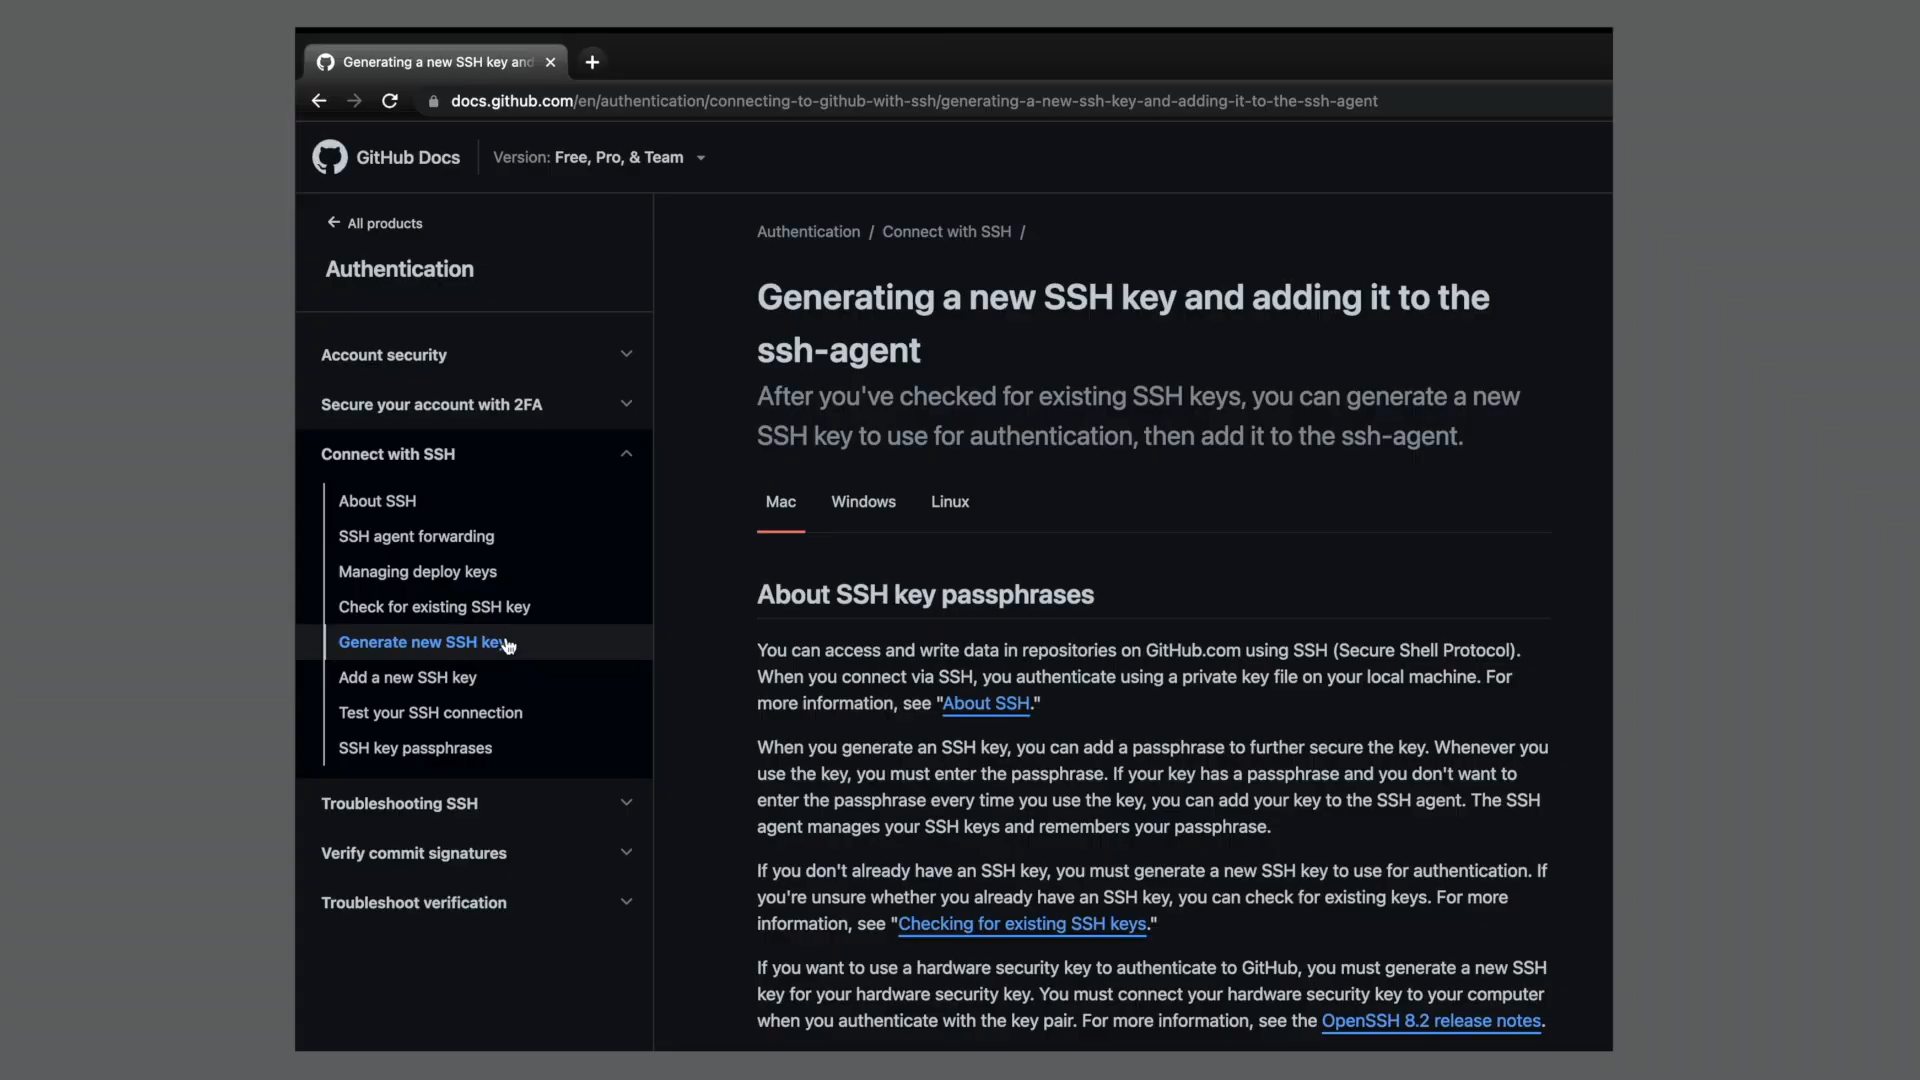 Generating a new SSH key and
docs.github.com/en/authentication/connecting-to-github-with-ssh/generating-a-new-ssh-key-and-adding-it-to-the-ssh-agent
GitHub Docs
Version: Free, Pro, & Team
All products
Authentication
Account security
Secure your account with 2FA
Connect with SSH
About SSH
SSH agent forwarding
Managing deploy keys
Check for existing SSH key
Generate new SSH key
Add a new SSH key
Test your SSH connection
SSH key passphrases
Troubleshooting SSH
Verify commit signatures
Troubleshoot verification
Authentication / Connect with SSH /
Generating a new SSH key and adding it to the
ssh-agent
After you've checked for existing SSH keys, you can generate a new
SSH key to use for authentication, then add it to the ssh-agent.
Mac Windows Linux
About SSH key passphrases
You can access and write data in repositories on GitHub.com using SSH (Secure Shell Protocol).
When you connect via SSH, you authenticate using a private key file on your local machine. For
more information, see "About SSH."
When you generate an SSH key, you can add a passphrase to further secure the key. Whenever you
use the key, you must enter the passphrase. If your key has a passphrase and you don't want to
enter the passphrase every time you use the key, you can add your key to the SSH agent. The SSH
agent manages your SSH keys and remembers your passphrase.
If you don't already have an SSH key, you must generate a new SSH key to use for authentication. If
you're unsure whether you already have an SSH key, you can check for existing keys. For more
information, see "Checking for existing SSH keys."
If you want to use a hardware security key to authenticate to GitHub, you must generate a new SSH
key for your hardware security key. You must connect your hardware security key to your computer
when you authenticate with the key pair. For more information, see the OpenSSH 8.2 release notes.